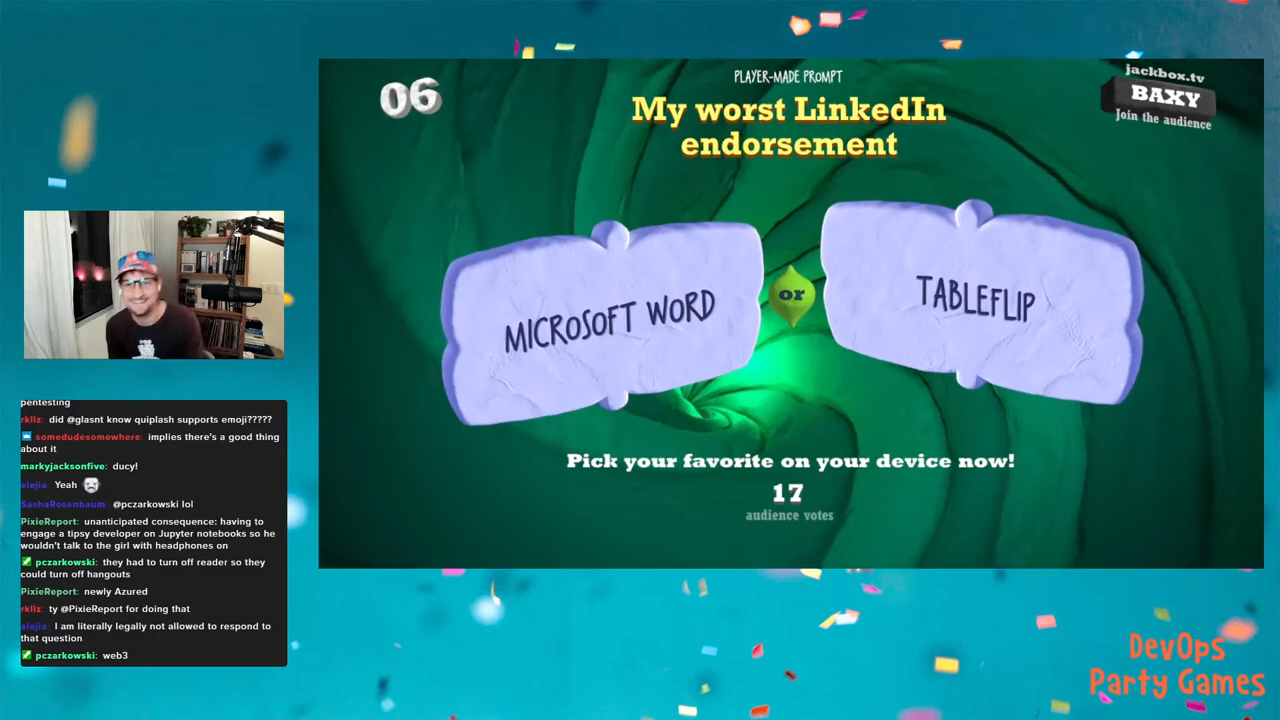 06
PLAYER-MADE PROMPT
My worst LinkedIn
endorsement
jackbox.tv
BAXY
Join the audience
MICROSOFT WORD
or
TABLEFLIP
Pick your favorite on your device now!
17
audience votes
pentesting
rkllz: did @glasnt know quiplash supports emoji?????
somedudesomewhere: implies there's a good thing
about it
markyjacksonfive: ducy!
elejia: Yeah
SashaRosenbaum: @pczarkowski lol
PixieReport: unanticipated consequence: having to
engage a tipsy developer on Jupyter notebooks so he
wouldn't talk to the girl with headphones on
pczarkowski: they had to turn off reader so they
could turn off hangouts
PixieReport: newly Azured
rkllz: ty @PixieReport for doing that
elejia: I am literally legally not allowed to respond to
that question
pczarkowski: web3
DevOps
Party Games